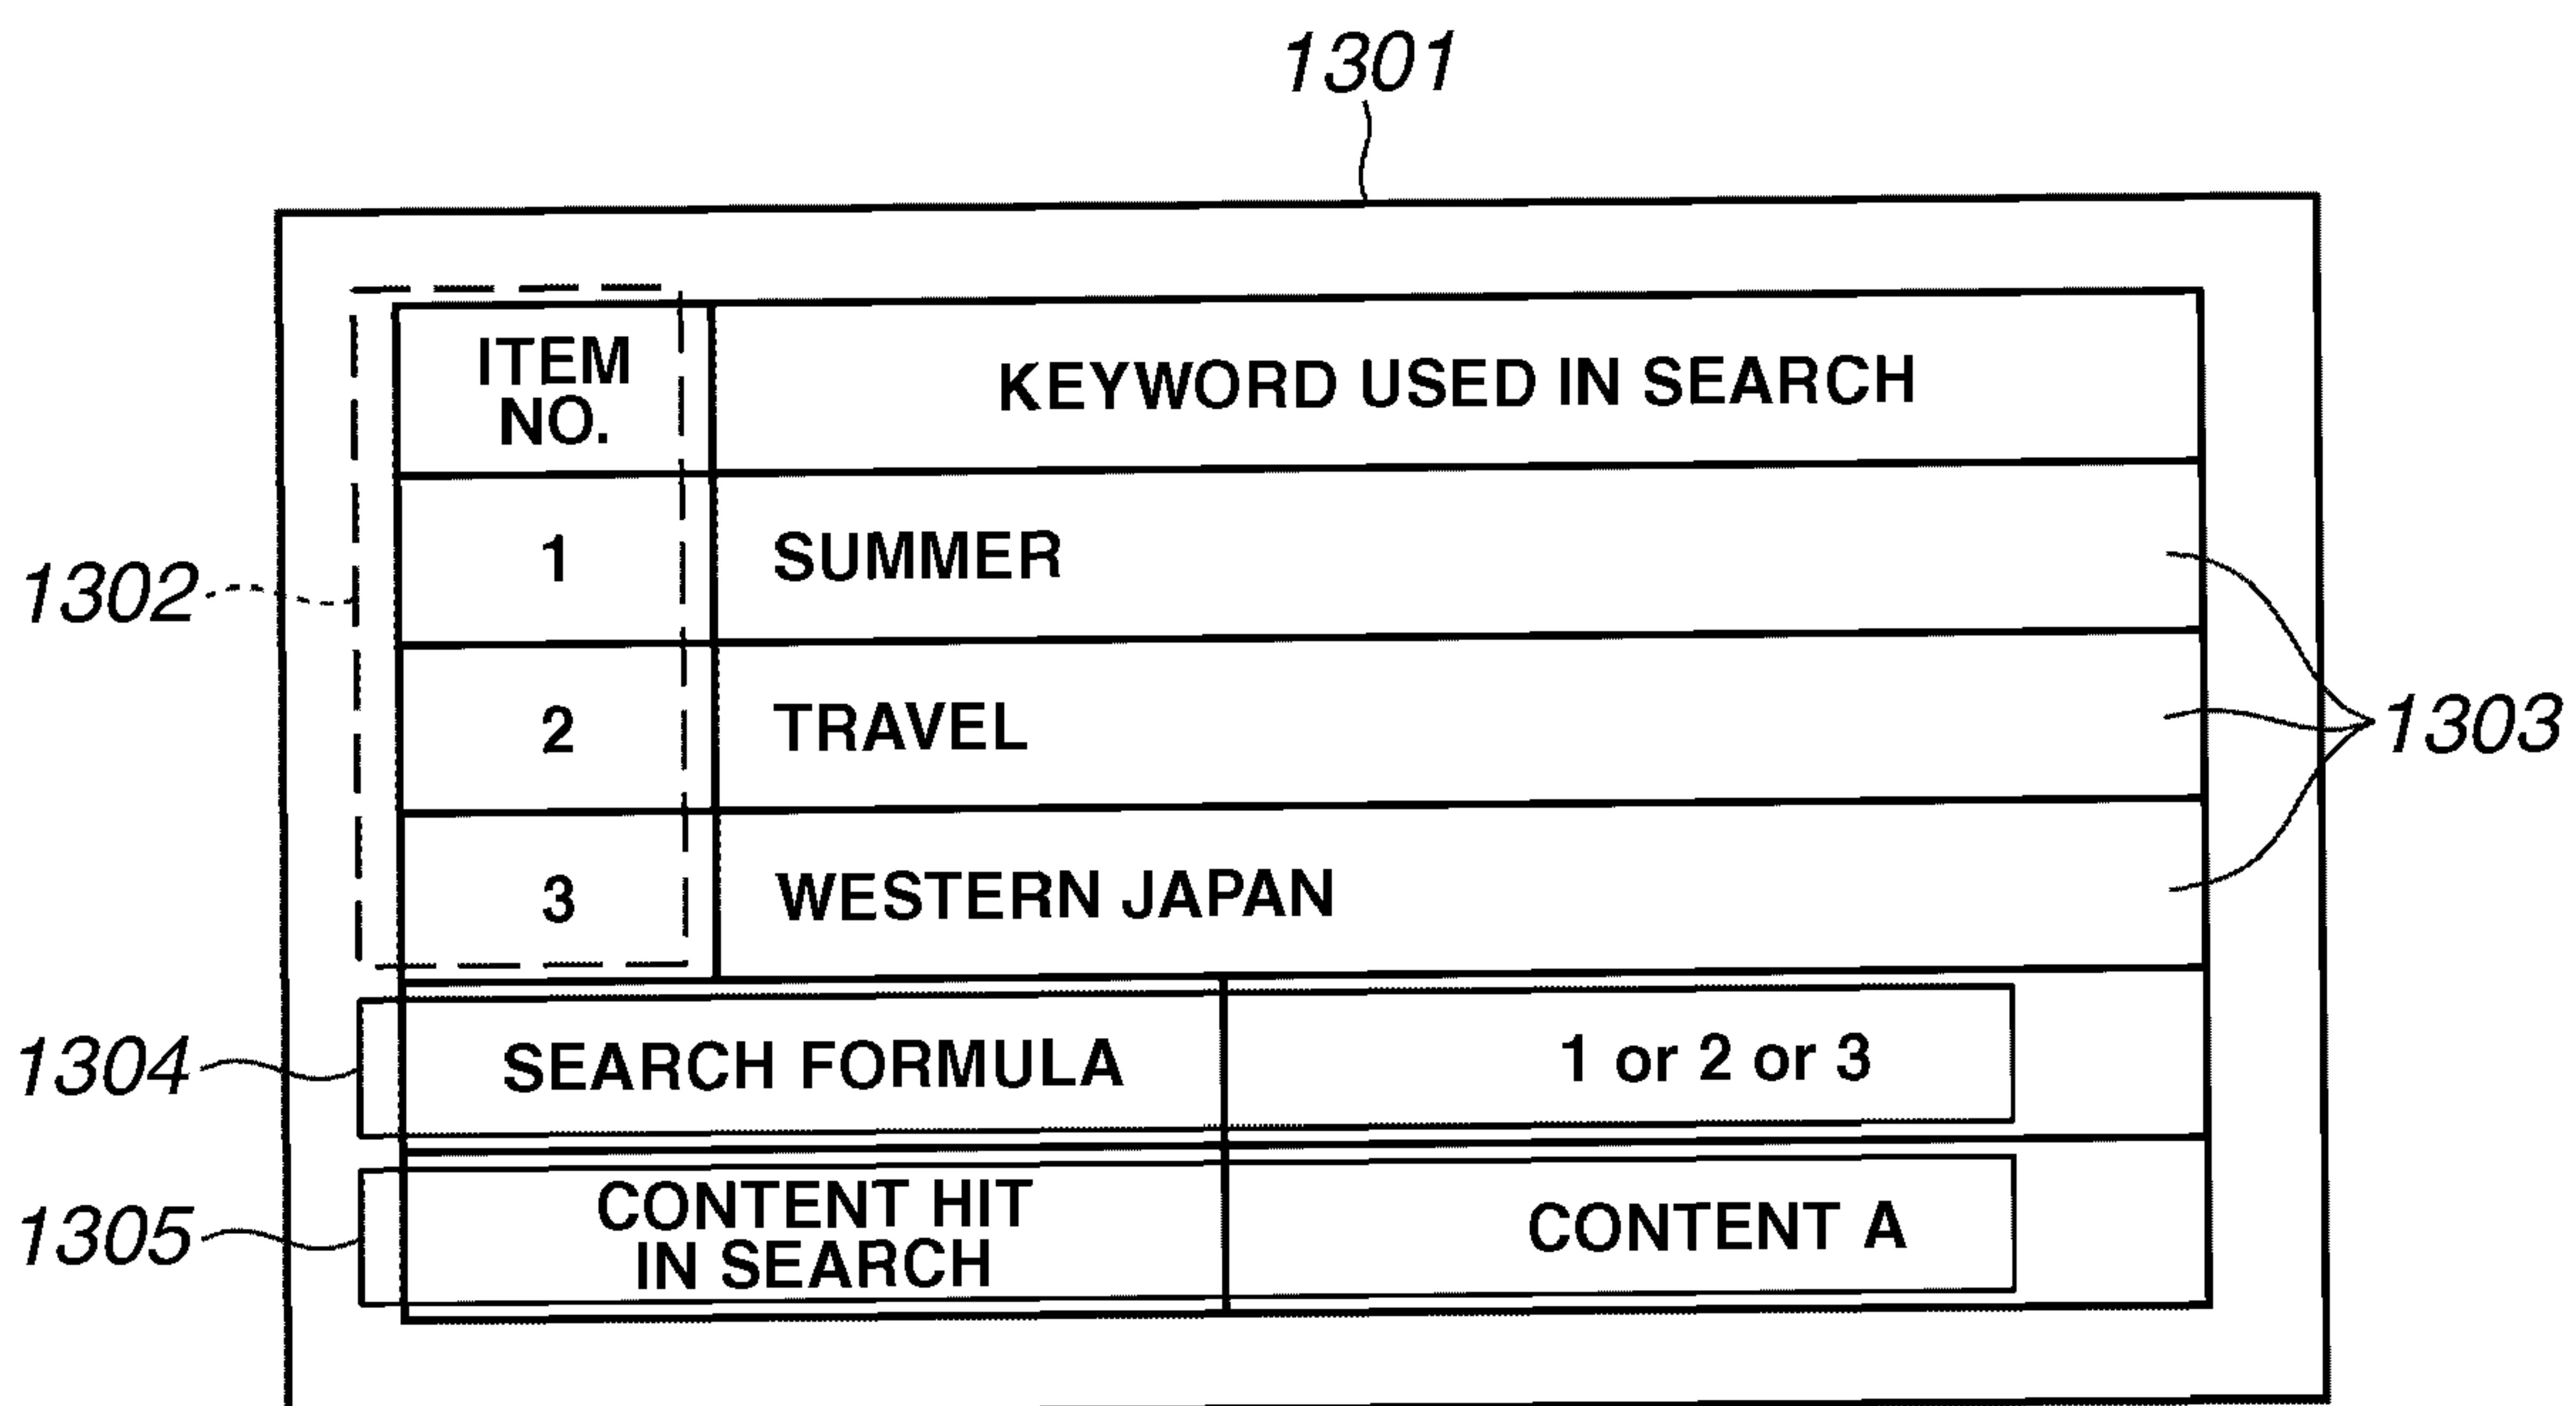 1301
ITEM
NO.
KEYWORD USED IN SEARCH
1
SUMMER
1302
2
TRAVEL
1303
3
WESTERN JAPAN
1304
SEARCH FORMULA
1 or 2 or 3
1305
CONTENT HIT
IN SEARCH
CONTENT A